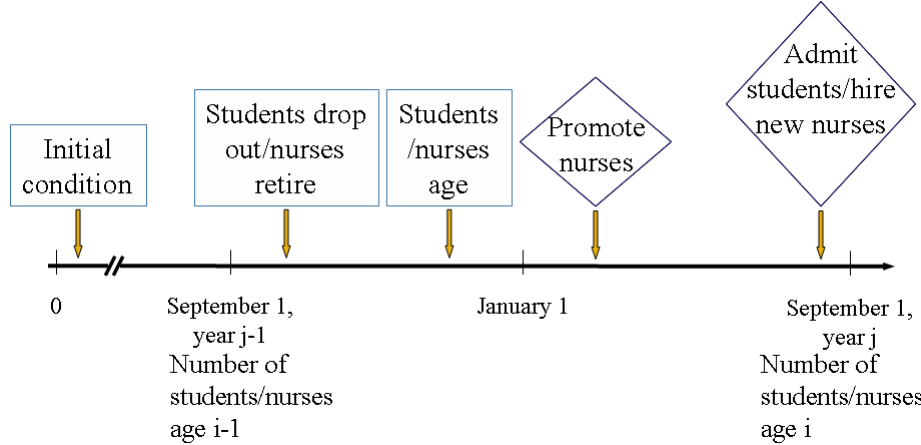 Initial
condition
Students drop
out/nurses
retire
Students
/nurses
age
Promote
nurses
Admit
students/hire
new nurses
0
September 1,
year j-1
Number of
students/nurses
age i-1
January 1
September 1,
year j
Number of
students/nurses
age i